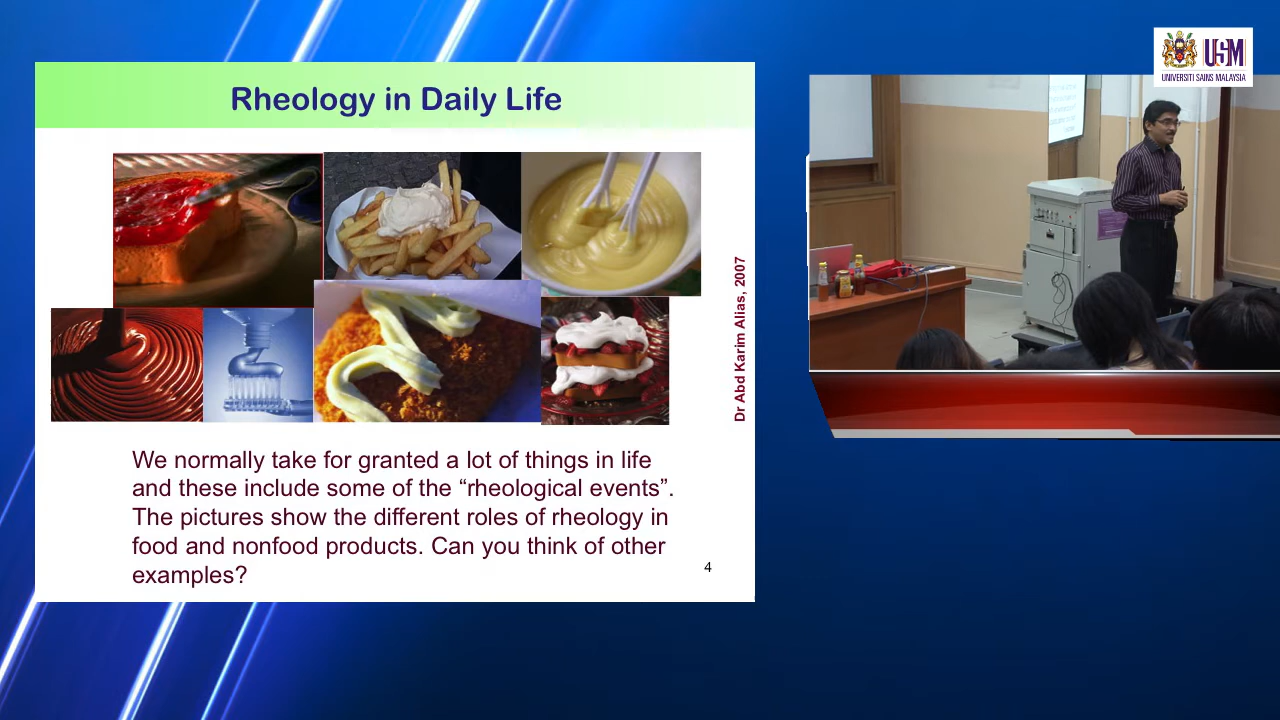 Rheology in Daily Life
Dr Abd Karim Alias, 2007
We normally take for granted a lot of things in life
and these include some of the “rheological events”.
The pictures show the different roles of rheology in
food and nonfood products. Can you think of other
examples?
4
USM
UNIVERSITI SAINS MALAYSIA